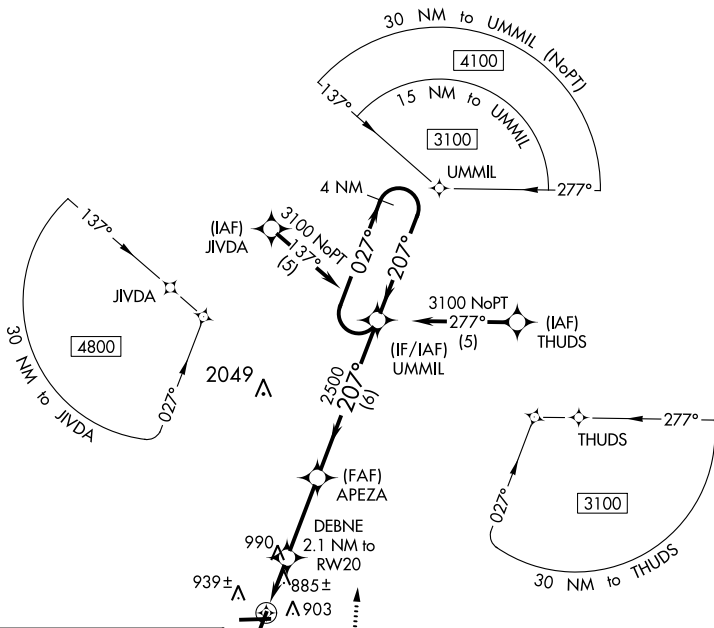 30 NM to UMMIL (NoPT)
4100
137°
15 NM to UMMIL
3100
UMMIL
277°
4 NM
(IAF)
JIVDA
3100 NoPT
137°
(5)
027°
207°
137°
JIVDA
4800
30 NM to JIVDA
027°
3100 NoPT
277°
(5)
(IAF)
THUDS
(IF/IAF)
UMMIL
2049
2500
207°
(6)
277°
THUDS
027°
3100
30 NM to THUDS
(FAF)
APEZA
DEBNE
2.1 NM to
RW20
990
939±
885±
903